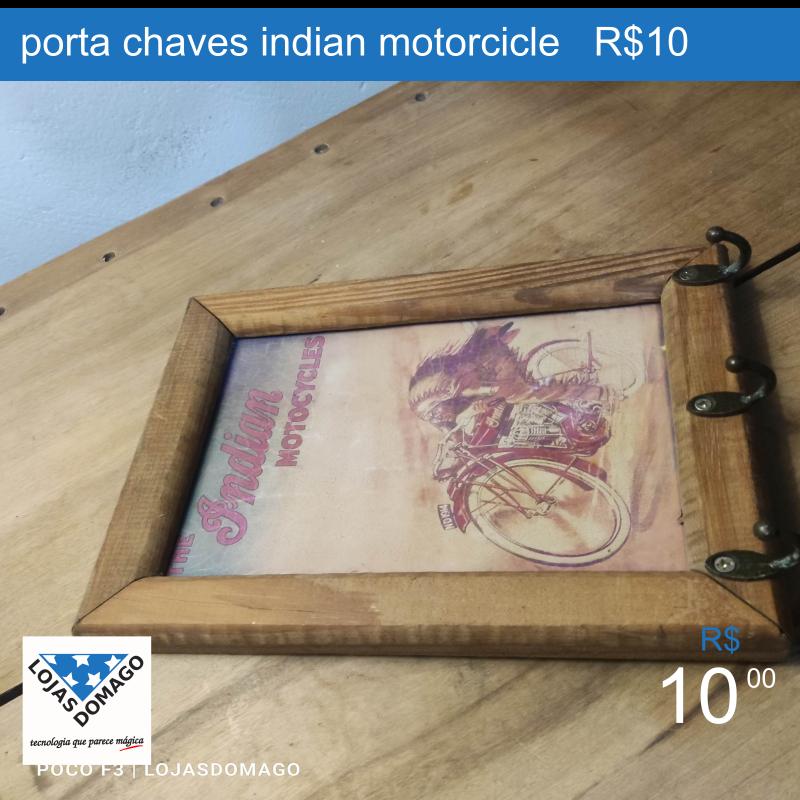 porta chaves indian motorcicle R$10
THE
Indian
MOTOCYCLES
INDIAN
R$
10 00
LOJAS DOMAGO
tecnologia que parece mágica
POCO F3 | LOJASDOMAGO